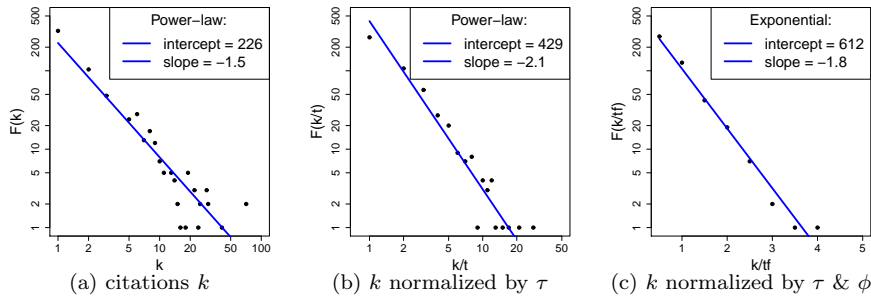 Power−law:
intercept = 226
slope = −1.5
F(k)
500
200
50
20
10
5
2
1
1
2
5
10
20
50
100
k
(a) citations k
Power−law:
intercept = 429
slope = −2.1
F(k/t)
500
200
50
20
10
5
2
1
1
2
5
10
20
50
k/t
(b) k normalized by τ
Exponential:
intercept = 612
slope = −1.8
F(k/tf)
500
200
50
20
10
5
2
1
1
2
3
4
5
k/tf
(c) k normalized by τ & ϕ